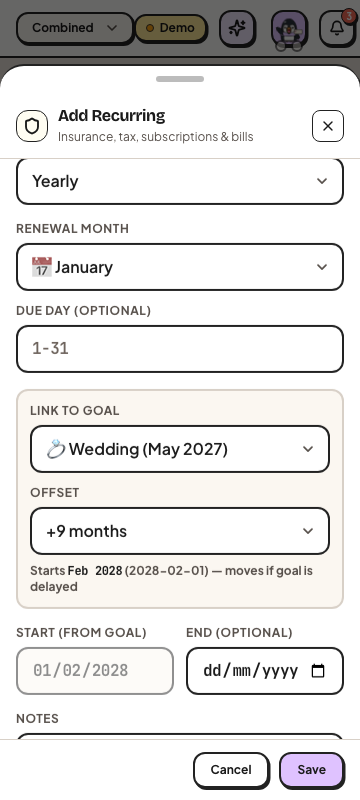 Combined
Demo
3
Add Recurring
Insurance, tax, subscriptions & bills
Yearly
RENEWAL MONTH
📅 January
DUE DAY (OPTIONAL)
1-31
LINK TO GOAL
💍 Wedding (May 2027)
OFFSET
+9 months
Starts Feb 2028 (2028-02-01) — moves if goal is
delayed
START (FROM GOAL)
END (OPTIONAL)
01/02/2028
dd/mm/yyyy
NOTES
Cancel
Save